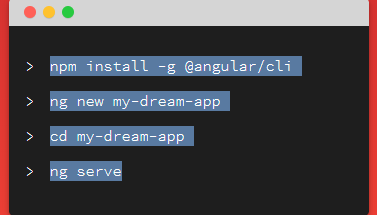 > npm install -g @angular/cli
> ng new my-dream-app
> cd my-dream-app
> ng serve